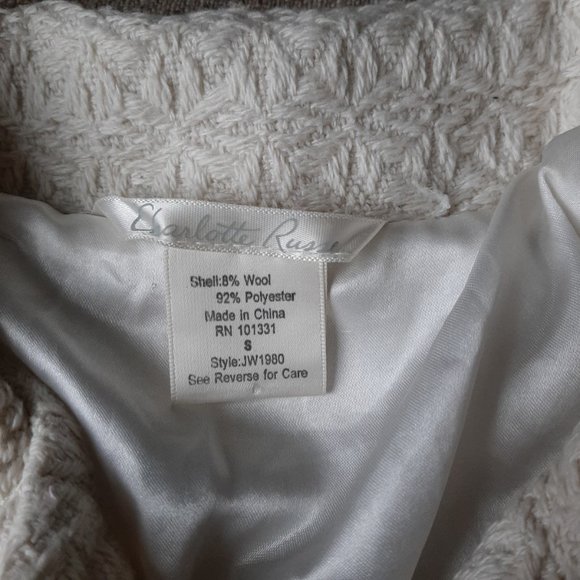 Charlotte Russe
Shell:8% Wool
92% Polyester
Made in China
RN 101331
S
Style:JW1980
See Reverse for Care